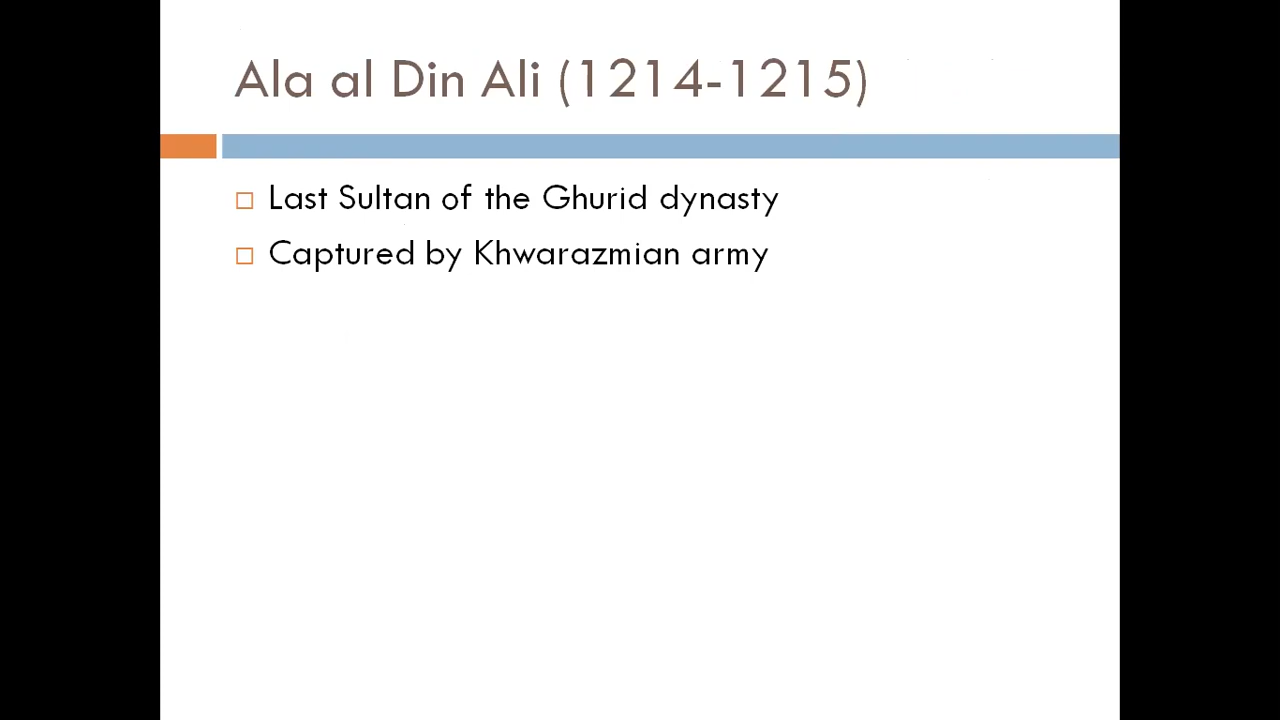 Ala al Din Ali (1214-1215)
Last Sultan of the Ghurid dynasty
Captured by Khwarazmian army